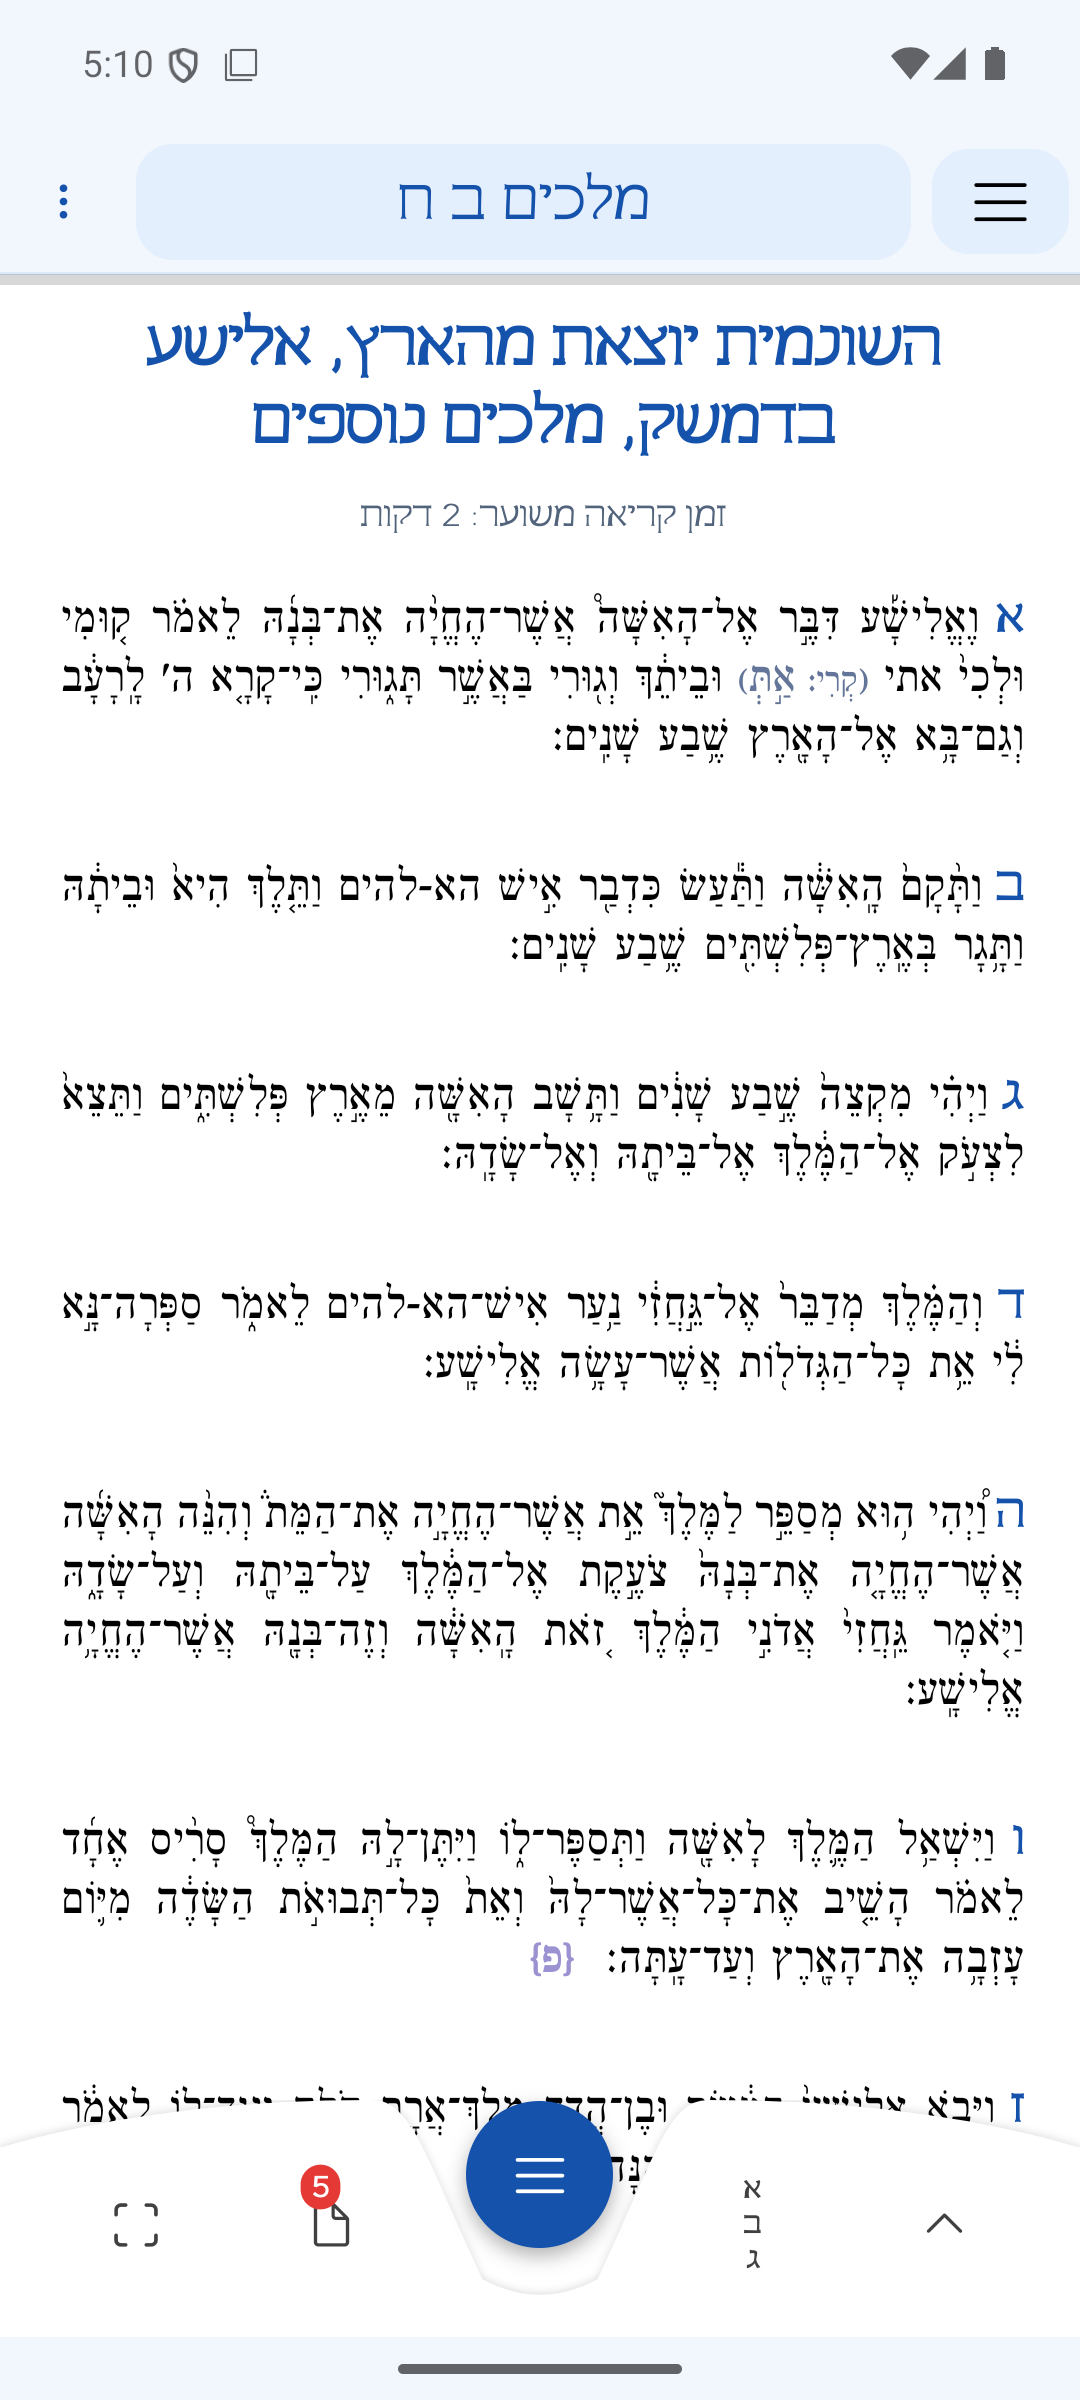 5:10
מלכים ב ח
השונמית יוצאת מהארץ, אלישע
בדמשק, מלכים נוספים
זמן קריאה משוער: 2 דקות
א וֶאֱלִישָׁ֡ע דִּבֶּ֣ר אֶל־הָאִשָּׁה֩ אֲשֶׁר־הֶחֱיָ֨ה אֶת־בְּנָ֜הּ לֵאמֹ֗ר ק֤וּמִי
וּלְכִי֙ אתי (קְרִי: אַ֣תְּ) וּבֵיתֵ֔ךְ וְג֖וּרִי בַּאֲשֶׁ֣ר תָּג֑וּרִי כִּֽי־קָרָ֤א ה' לָֽרָעָ֔ב
וְגַם־בָּ֥א אֶל־הָאָ֖רֶץ שֶׁ֥בַע שָׁנִֽים׃
ב וַתָּ֙קָם֙ הָֽאִשָּׁ֔ה וַתַּ֕עַשׂ כִּדְבַ֖ר אִ֣ישׁ הא-להים וַתֵּ֤לֶךְ הִיא֙ וּבֵיתָ֔הּ
וַתָּ֥גָר בְּאֶֽרֶץ־פְּלִשְׁתִּ֖ים שֶׁ֥בַע שָׁנִֽים׃
ג וַיְהִ֗י מִקְצֵה֙ שֶׁ֣בַע שָׁנִ֔ים וַתָּ֥שָׁב הָאִשָּׁ֖ה מֵאֶ֣רֶץ פְּלִשְׁתִּ֑ים וַתֵּצֵא֙
לִצְעֹ֣ק אֶל־הַמֶּ֔לֶךְ אֶל־בֵּיתָ֖הּ וְאֶל־שָׂדָֽהּ׃
ד וְהַמֶּ֗לֶךְ מְדַבֵּר֙ אֶל־גֵּ֣חֲזִ֔י נַ֥עַר אִישׁ־הא-להים לֵאמֹ֑ר סַפְּרָה־נָּ֣א
לִ֔י אֵ֥ת כָּל־הַגְּדֹל֖וֹת אֲשֶׁר־עָשָׂ֥ה אֱלִישָֽׁע׃
ה וַ֠יְהִי ה֥וּא מְסַפֵּ֣ר לַמֶּלֶךְ֮ אֵ֣ת אֲשֶׁר־הֶחֱיָ֣ה אֶת־הַמֵּת֒ וְהִנֵּ֨ה הָאִשָּׁ֜ה
אֲשֶׁר־הֶחֱיָ֤ה אֶת־בְּנָהּ֙ צֹעֶ֣קֶת אֶל־הַמֶּ֔לֶךְ עַל־בֵּיתָ֖הּ וְעַל־שָׂדָ֑הּ
וַיֹּ֤אמֶר גֵּֽחֲזִי֙ אֲדֹנִ֣י הַמֶּ֔לֶךְ זֹ֚את הָֽאִשָּׁ֔ה וְזֶה־בְּנָ֖הּ אֲשֶׁר־הֶחֱיָ֥ה
אֱלִישָֽׁע׃
ו וַיִּשְׁאַ֥ל הַמֶּ֛לֶךְ לָאִשָּׁ֖ה וַתְּסַפֶּר־ל֑וֹ וַיִּתֶּן־לָ֣הּ הַמֶּלֶךְ֩ סָרִ֨יס אֶחָ֜ד
לֵאמֹ֗ר הָשֵׁ֤יב אֶת־כָּל־אֲשֶׁר־לָהּ֙ וְאֵת֙ כָּל־תְּבוּאֹ֣ת הַשָּׂדֶ֔ה מִיּ֛וֹם
עָזְבָ֥הּ אֶת־הָאָ֖רֶץ וְעַד־עָֽתָּה׃ {פ}
ז וַיָּבֹ֤א אֱלִישָׁע֙ וּבֶן־הֲדַ֥ד מֶֽלֶךְ־אֲרָ֖ם לֵאמֹ֔ר
5
א
ב
ג